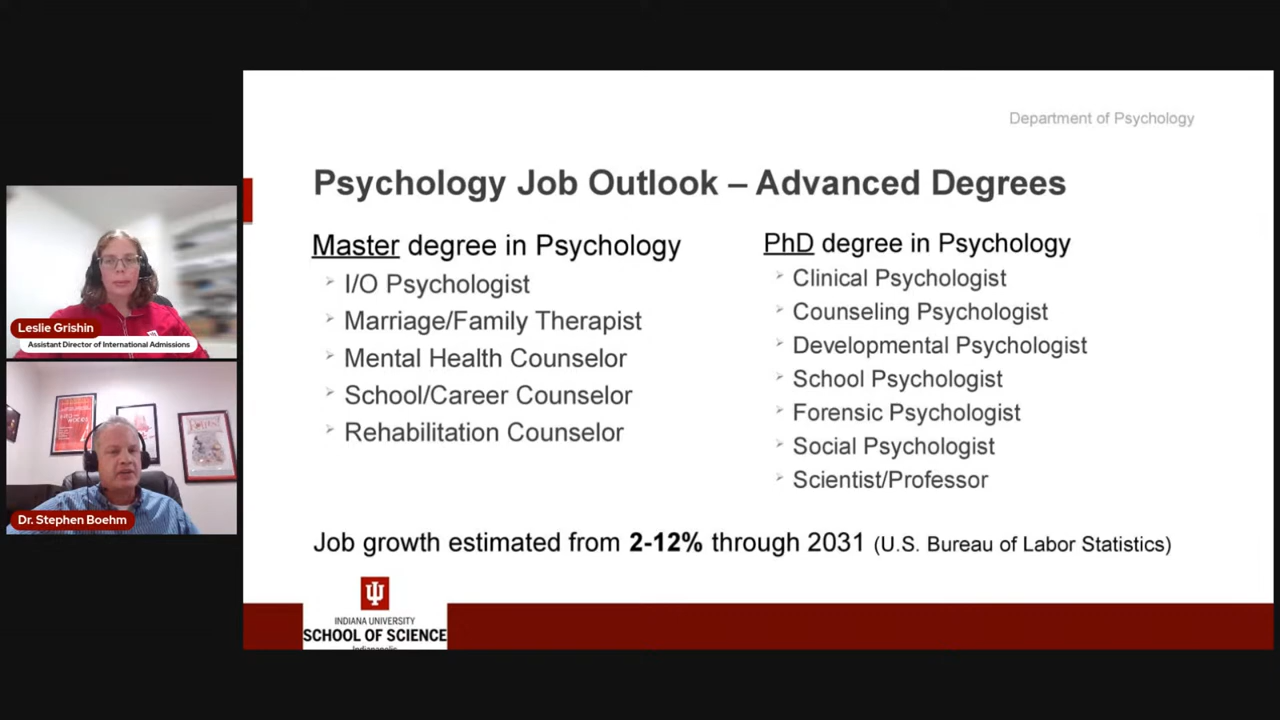 Department of Psychology
Psychology Job Outlook – Advanced Degrees
Master degree in Psychology
I/O Psychologist
Marriage/Family Therapist
Mental Health Counselor
School/Career Counselor
Rehabilitation Counselor
PhD degree in Psychology
Clinical Psychologist
Counseling Psychologist
Developmental Psychologist
School Psychologist
Forensic Psychologist
Social Psychologist
Scientist/Professor
Job growth estimated from 2-12% through 2031 (U.S. Bureau of Labor Statistics)
INDIANA UNIVERSITY
SCHOOL OF SCIENCE
Indianapolis
Leslie Grishin
Assistant Director of International Admissions
Dr. Stephen Boehm